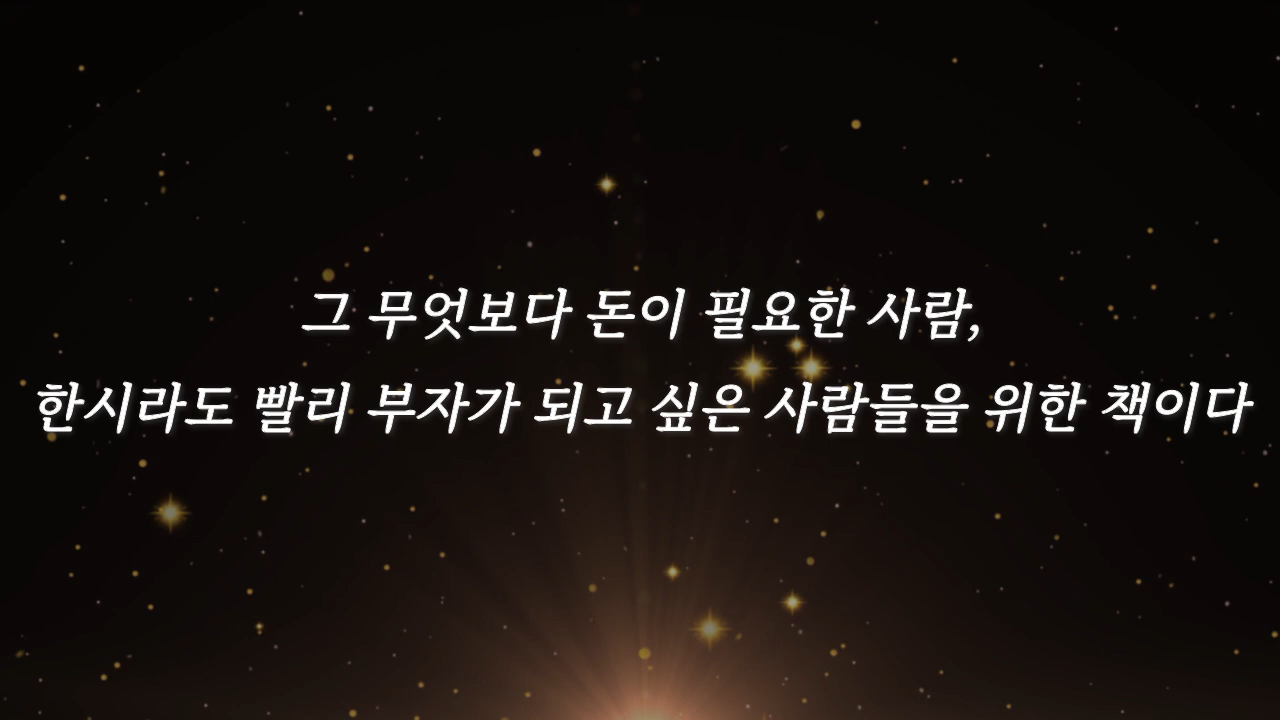 그 무엇보다 돈이 필요한 사람,
한시라도 빨리 부자가 되고 싶은 사람들을 위한 책이다